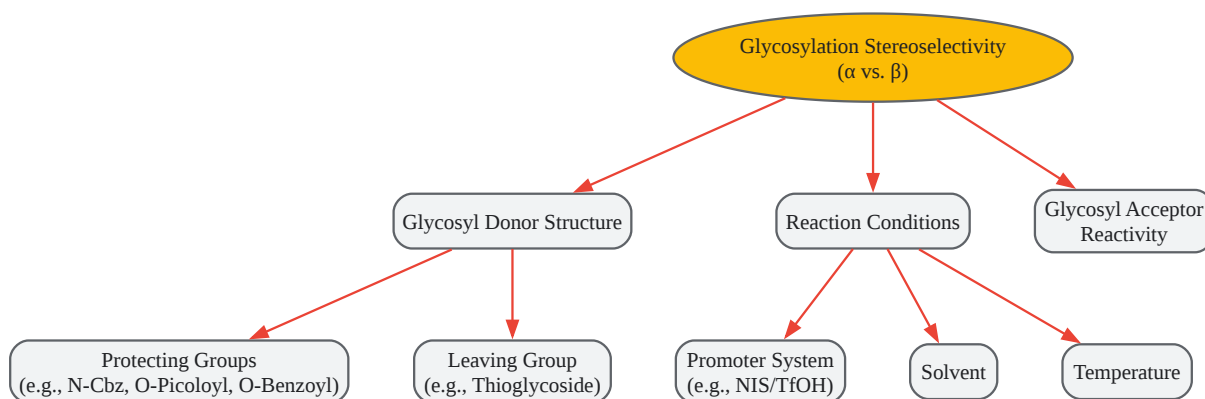 Glycosylation Stereoselectivity
(α vs. β)
Glycosyl Donor Structure
Reaction Conditions
Glycosyl Acceptor
Reactivity
Protecting Groups
(e.g., N-Cbz, O-Picoloyl, O-Benzoyl)
Leaving Group
(e.g., Thioglycoside)
Promoter System
(e.g., NIS/TfOH)
Solvent
Temperature